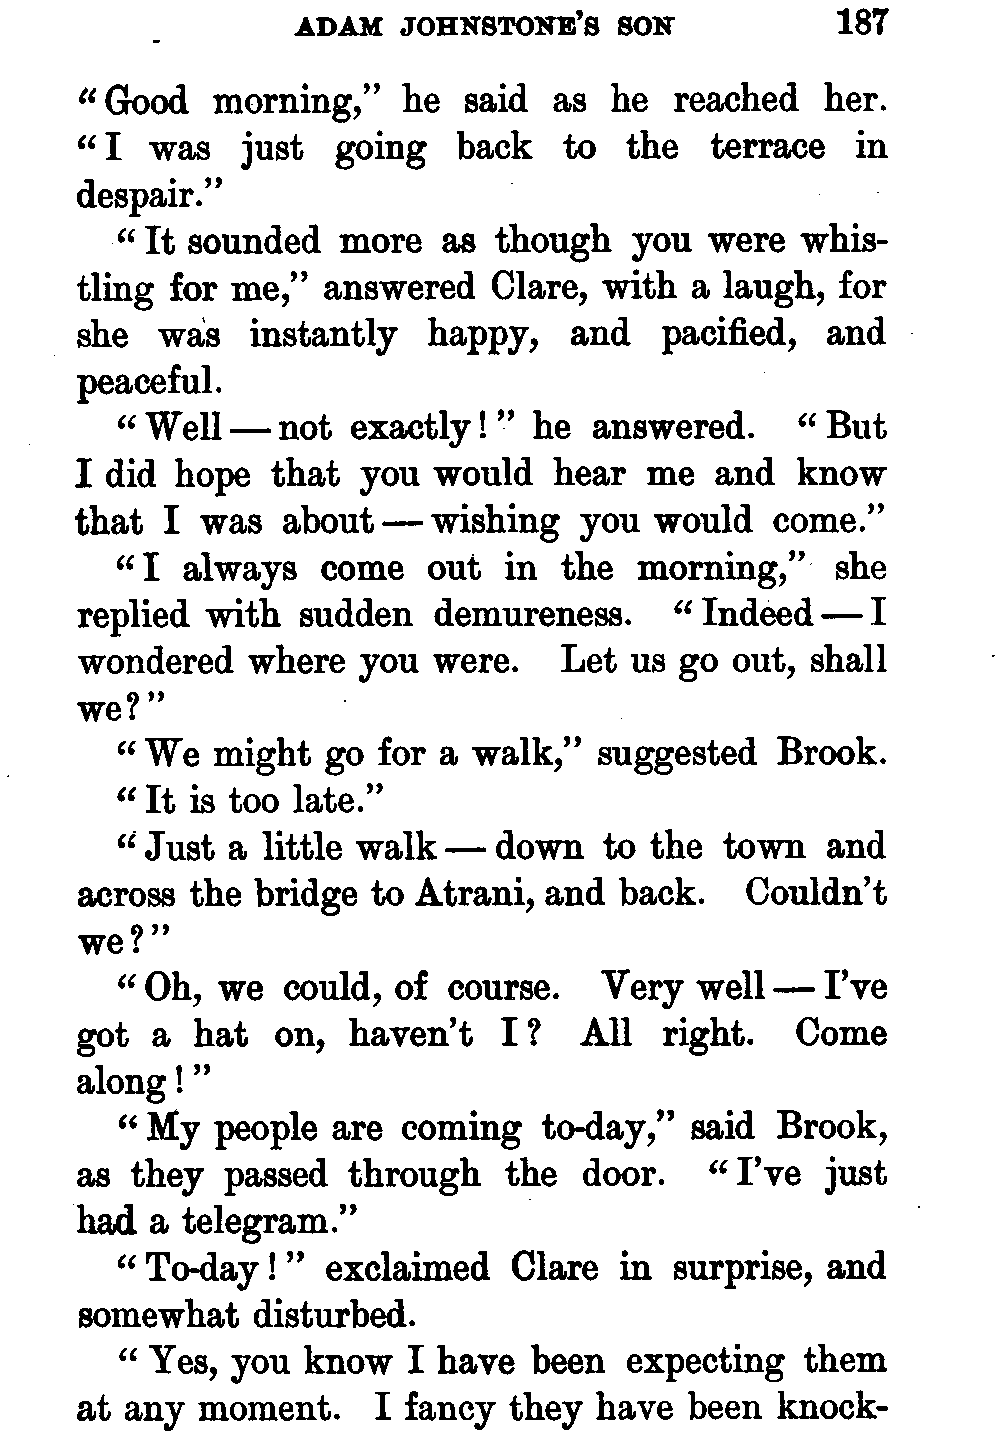 ADAM JOHNSTONE'S SON 187
"Good morning," he said as he reached her.
"I was just going back to the terrace in
despair."
"It sounded more as though you were whis-
tling for me," answered Clare, with a laugh, for
she was instantly happy, and pacified, and
peaceful.
"Well — not exactly!" he answered. "But
I did hope that you would hear me and know
that I was about — wishing you would come."
"I always come out in the morning," she
replied with sudden demureness. "Indeed — I
wondered where you were. Let us go out, shall
we?"
"We might go for a walk," suggested Brook.
"It is too late."
"Just a little walk — down to the town and
across the bridge to Atrani, and back. Couldn't
we?"
"Oh, we could, of course. Very well — I've
got a hat on, haven't I? All right. Come
along!"
"My people are coming to-day," said Brook,
as they passed through the door. "I've just
had a telegram."
"To-day!" exclaimed Clare in surprise, and
somewhat disturbed.
"Yes, you know I have been expecting them
at any moment. I fancy they have been knock-